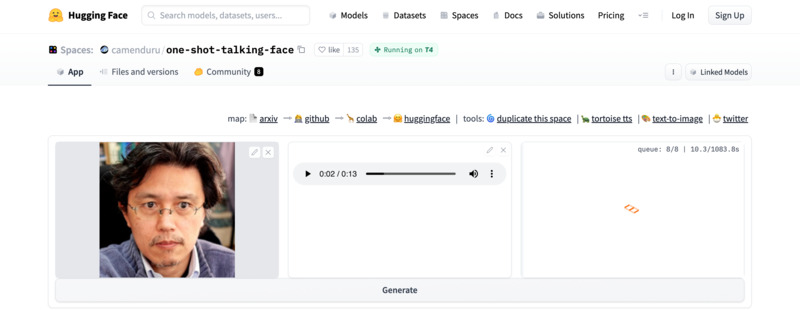 Hugging Face Search models, datasets, users... Models Datasets Spaces Docs Solutions Pricing Log In Sign Up
Spaces: camenduru/one-shot-talking-face like 135 Running on T4
App Files and versions Community 8 Linked Models
map: arxiv → github → colab → huggingface | tools: duplicate this space | tortoise tts | text-to-image | twitter
queue: 8/8 | 10.3/1083.8s
0:02 / 0:13
Generate